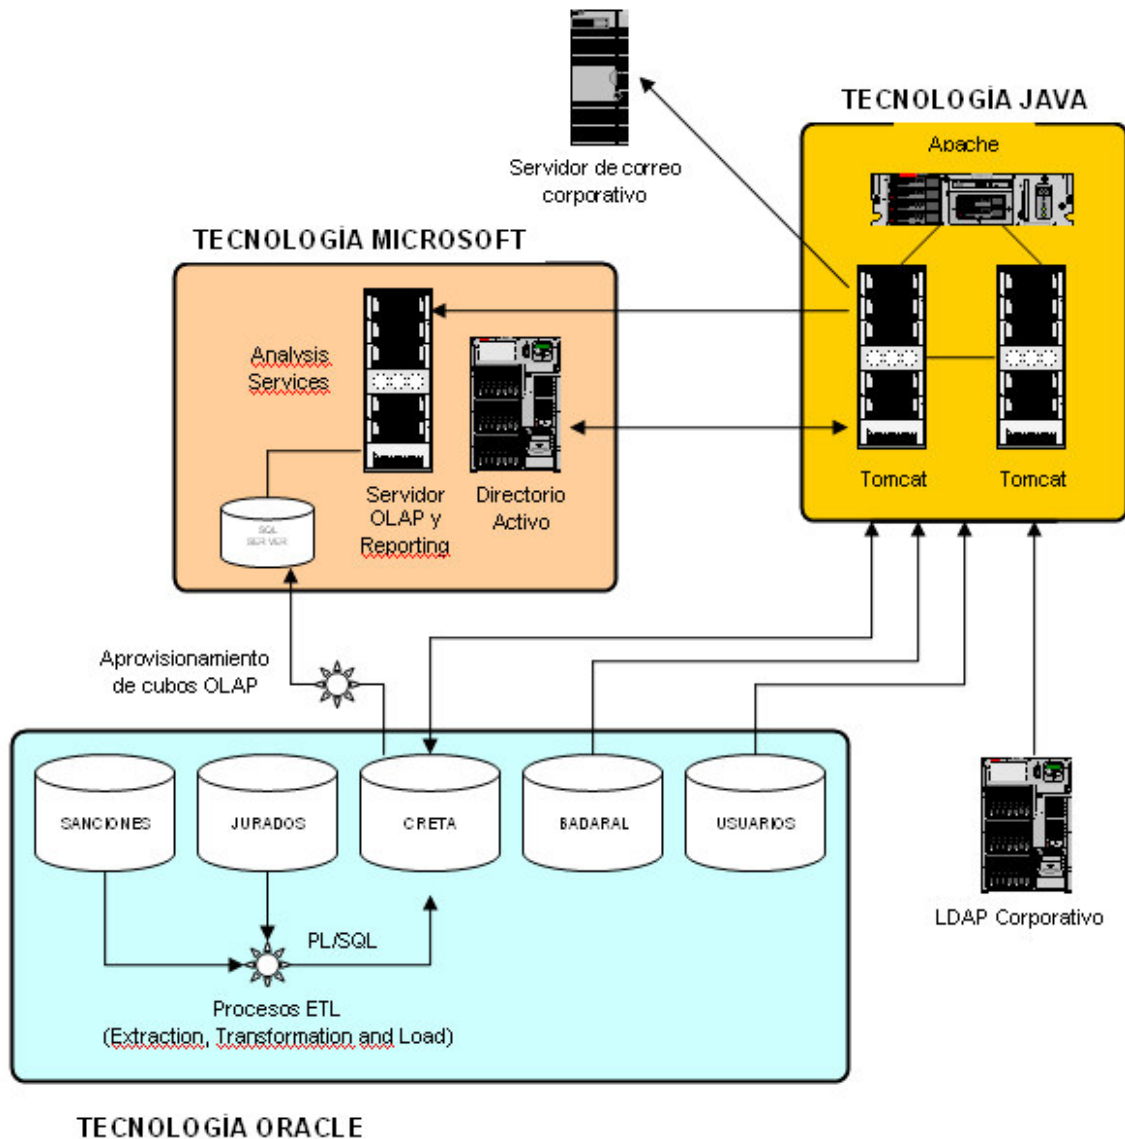 TECNOLOGÍA JAVA
Apache
Servidor de correo
corporativo
TECNOLOGÍA MICROSOFT
Analysis
Services
Tomcat
Tomcat
Servidor
OLAP y
Reporting
Directorio
Activo
SQL
SERVER
Aprovisionamiento
de cubos OLAP
SANCIONES
JURADOS
CRETA
BADARAL
USUARIOS
LDAP Corporativo
PL/SQL
Procesos ETL
(Extraction, Transformation and Load)
TECNOLOGÍA ORACLE